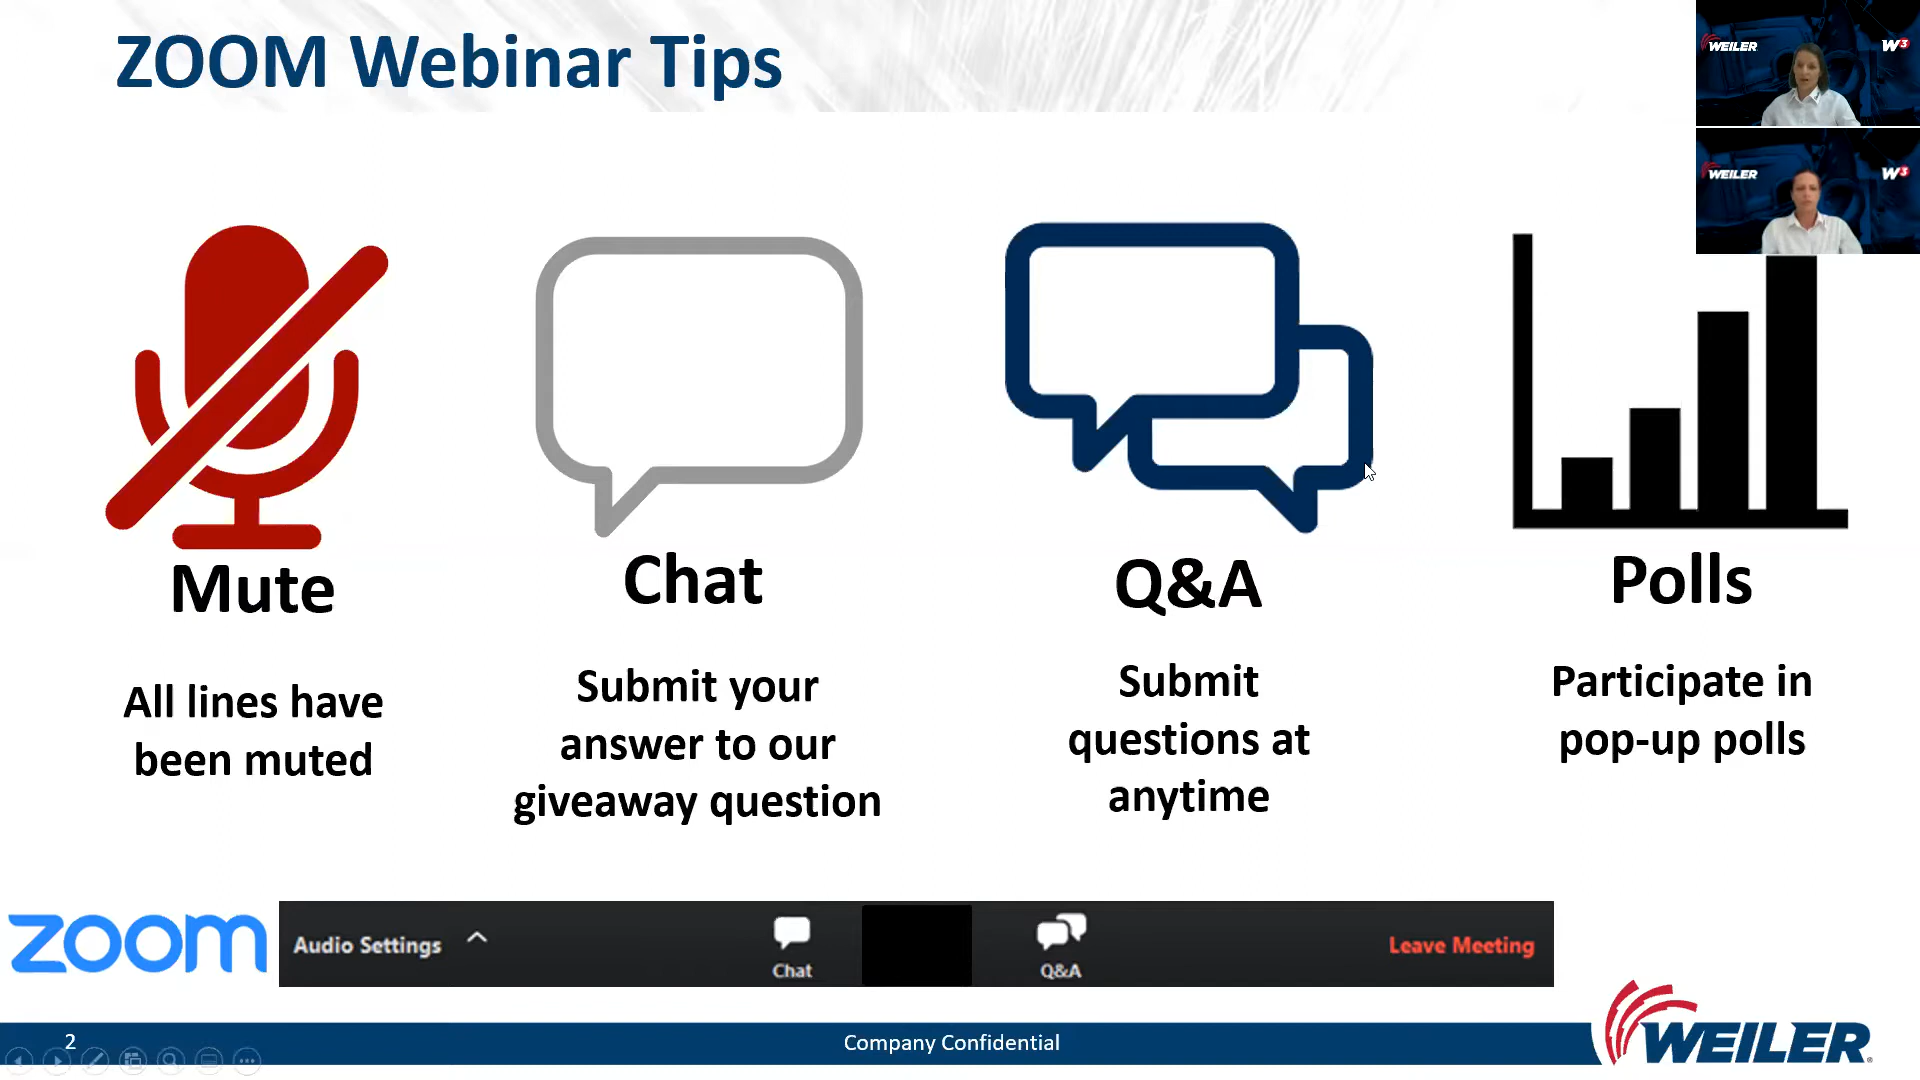 ZOOM Webinar Tips
WEILER W3
WEILER W3
Mute
All lines have
been muted
Chat
Submit your
answer to our
giveaway question
Q&A
Submit
questions at
anytime
Polls
Participate in
pop-up polls
zoom
Audio Settings
Chat
Q&A
Leave Meeting
2
Company Confidential
WEILER